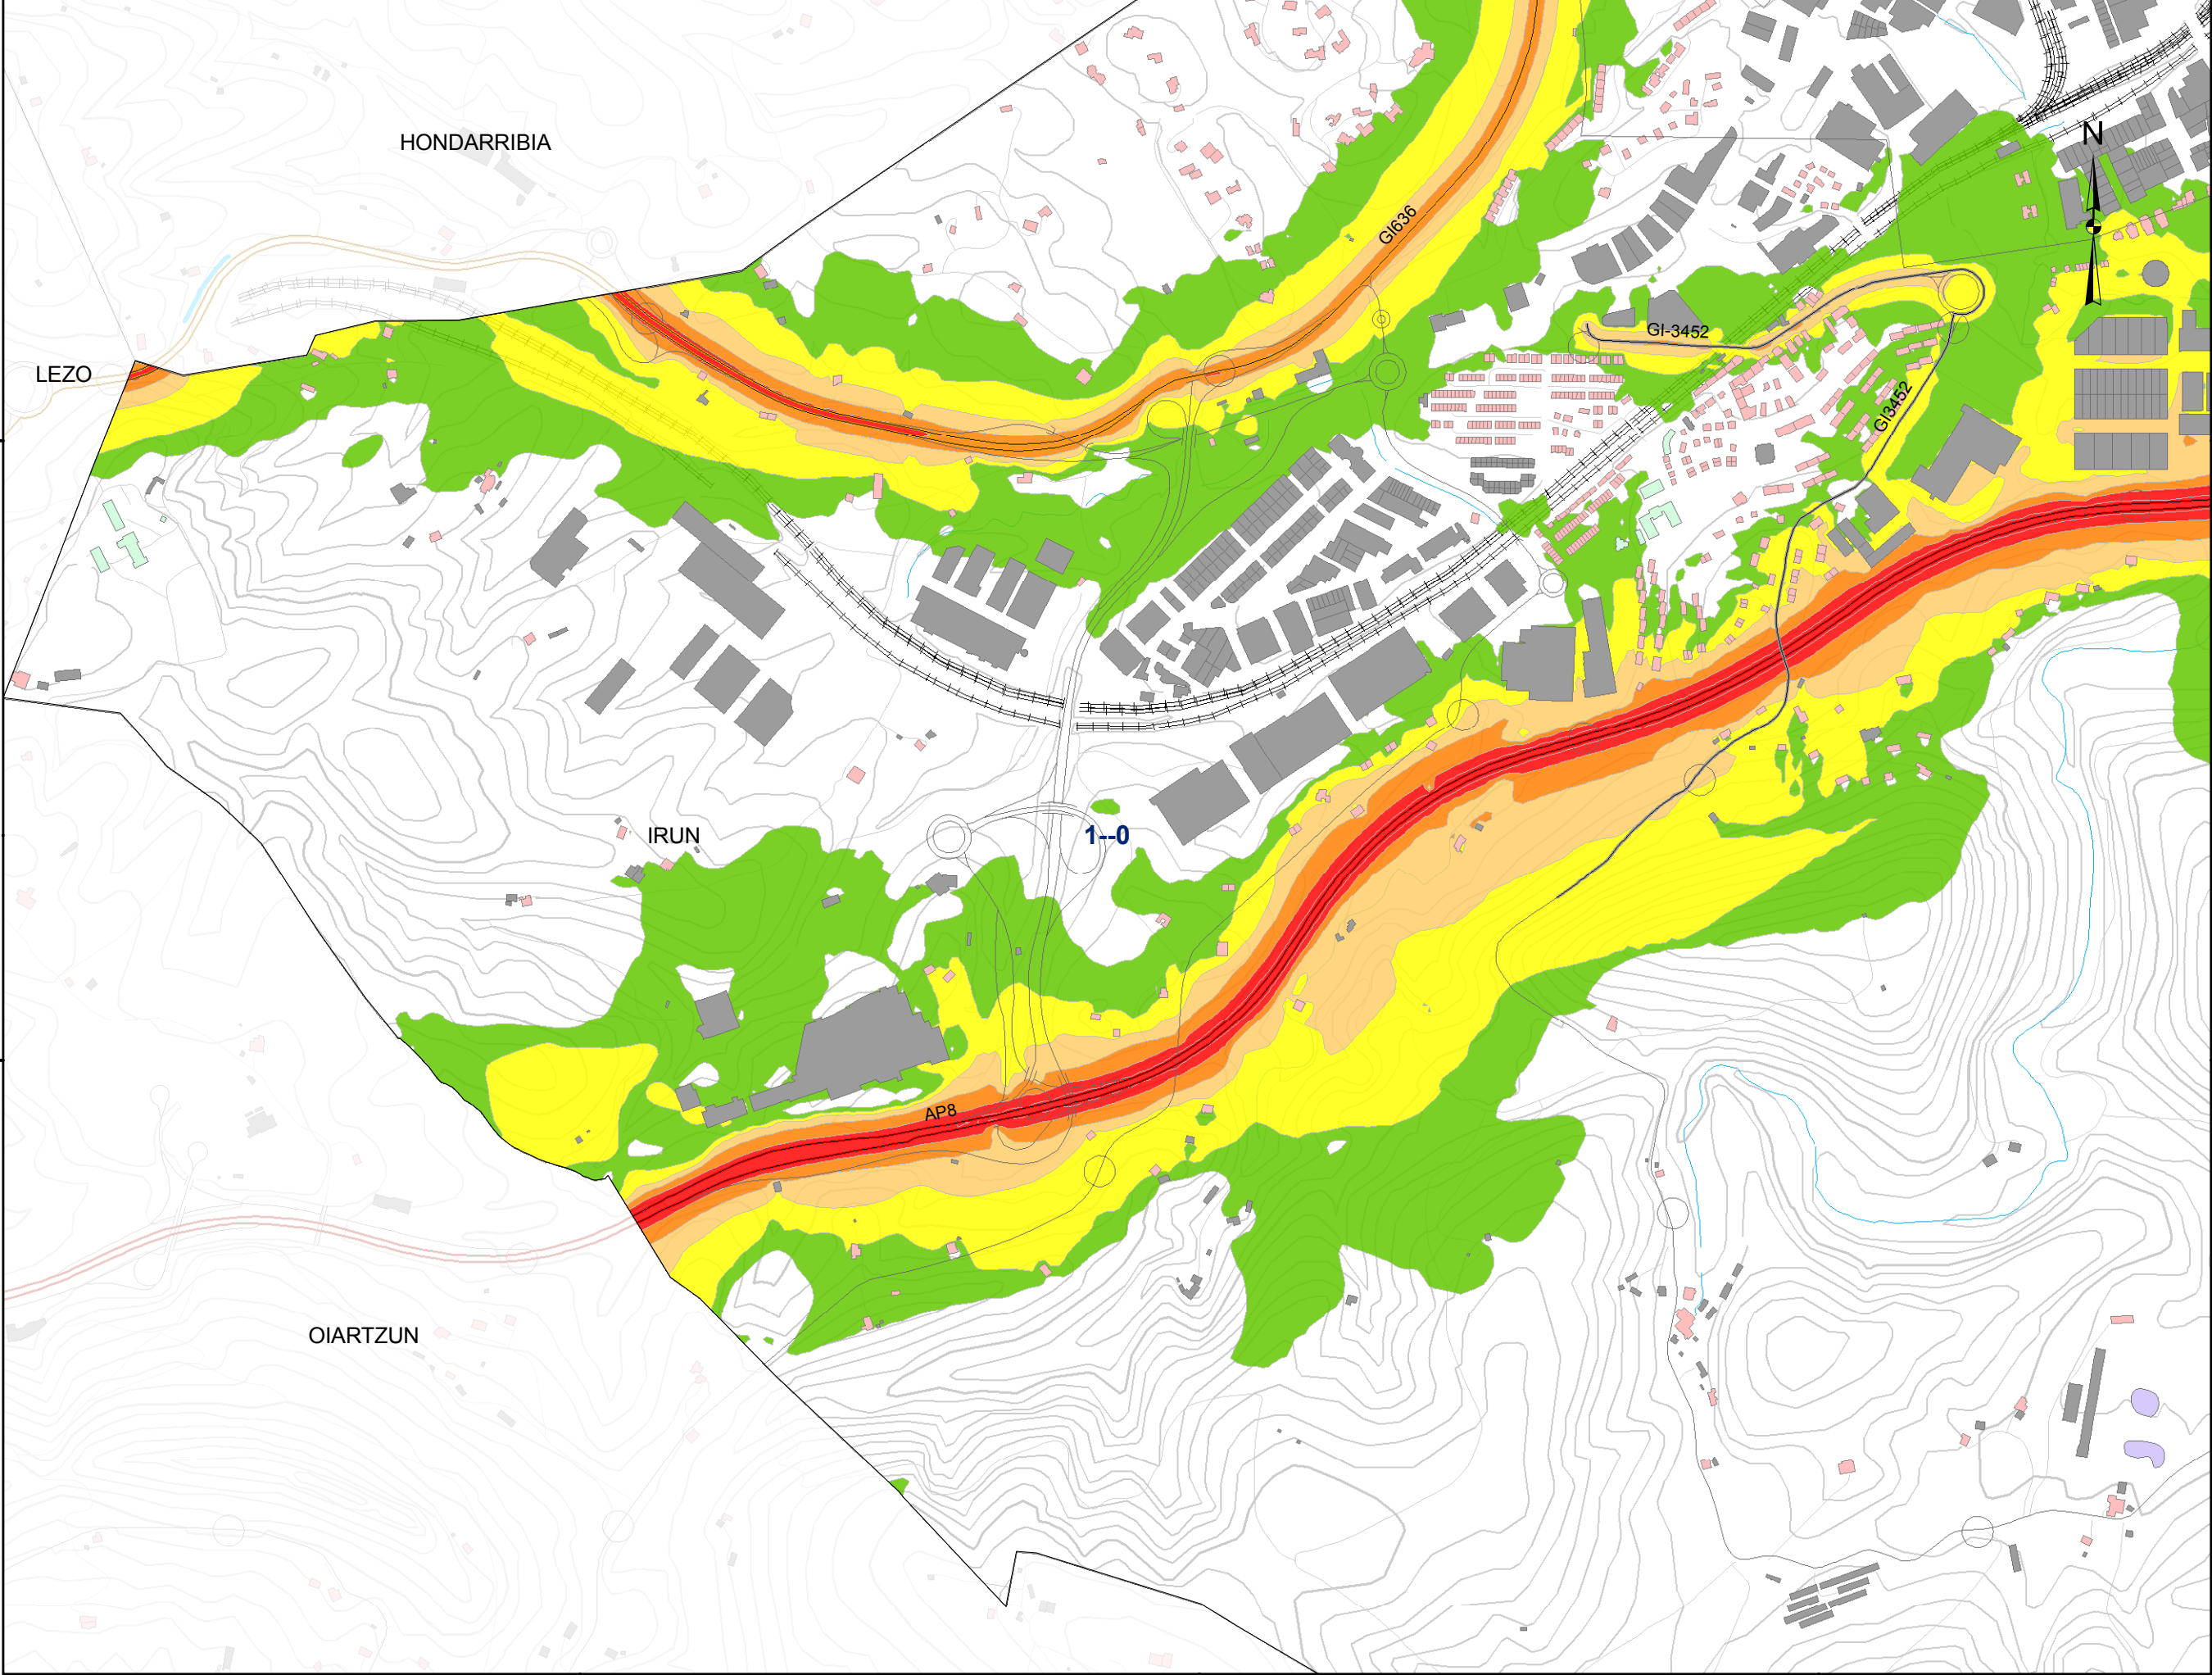 HONDARRIBIA
N
GI636
GI-3452
LEZO
GI3452
IRUN
1--0
AP8
OIARTZUN